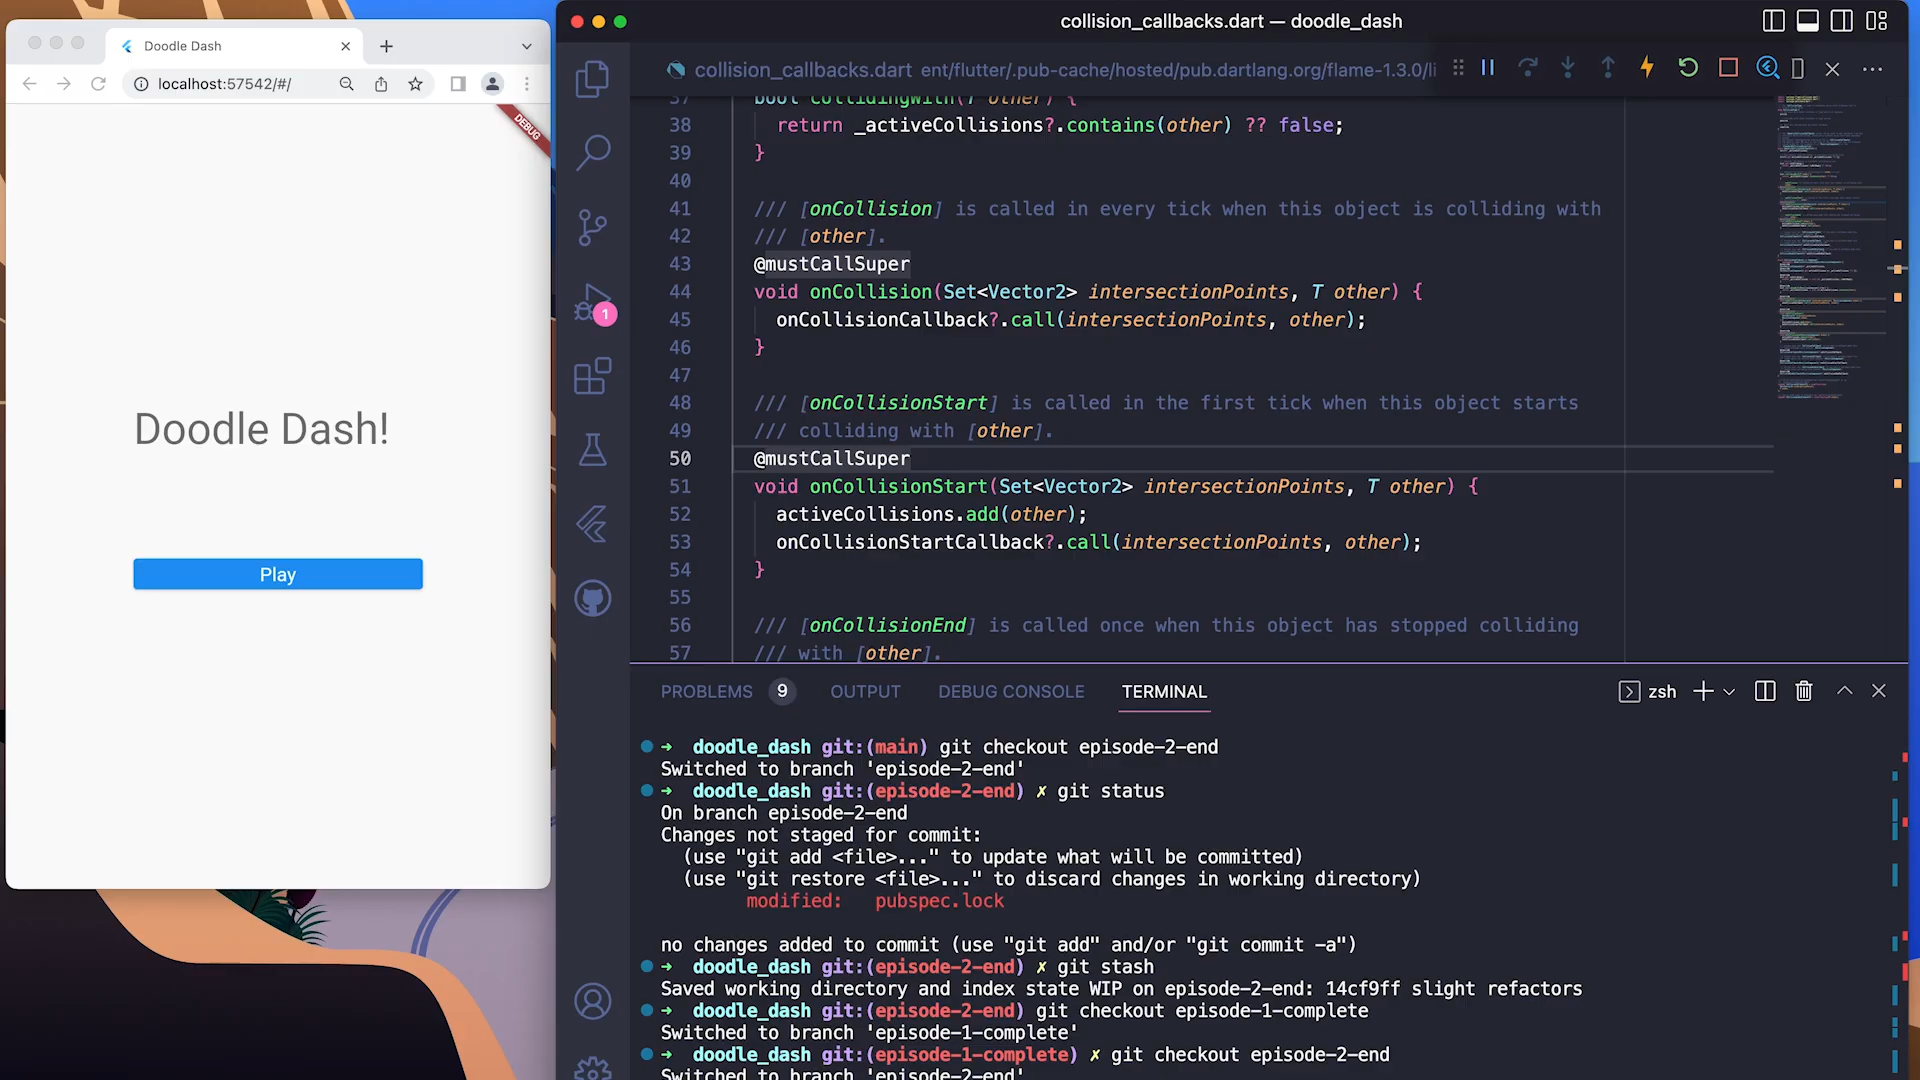 Doodle Dash
localhost:57542/#/
DEBUG
Doodle Dash!
Play
collision_callbacks.dart — doodle_dash
collision_callbacks.dart ent/flutter/.pub-cache/hosted/pub.dartlang.org/flame-1.3.0/li
37 bool collidingWith(T other) {
38 return _activeCollisions?.contains(other) ?? false;
39 }
40
41 /// [onCollision] is called in every tick when this object is colliding with
42 /// [other].
43 @mustCallSuper
44 void onCollision(Set<Vector2> intersectionPoints, T other) {
45 onCollisionCallback?.call(intersectionPoints, other);
46 }
47
48 /// [onCollisionStart] is called in the first tick when this object starts
49 /// colliding with [other].
50 @mustCallSuper
51 void onCollisionStart(Set<Vector2> intersectionPoints, T other) {
52 activeCollisions.add(other);
53 onCollisionStartCallback?.call(intersectionPoints, other);
54 }
55
56 /// [onCollisionEnd] is called once when this object has stopped colliding
57 /// with [other].
1
PROBLEMS 9 OUTPUT DEBUG CONSOLE TERMINAL zsh
➜ doodle_dash git:(main) git checkout episode-2-end
Switched to branch 'episode-2-end'
➜ doodle_dash git:(episode-2-end) ✗ git status
On branch episode-2-end
Changes not staged for commit:
(use "git add <file>..." to update what will be committed)
(use "git restore <file>..." to discard changes in working directory)
modified: pubspec.lock
no changes added to commit (use "git add" and/or "git commit -a")
➜ doodle_dash git:(episode-2-end) ✗ git stash
Saved working directory and index state WIP on episode-2-end: 14cf9ff slight refactors
➜ doodle_dash git:(episode-2-end) git checkout episode-1-complete
Switched to branch 'episode-1-complete'
➜ doodle_dash git:(episode-1-complete) ✗ git checkout episode-2-end
Switched to branch 'episode-2-end'